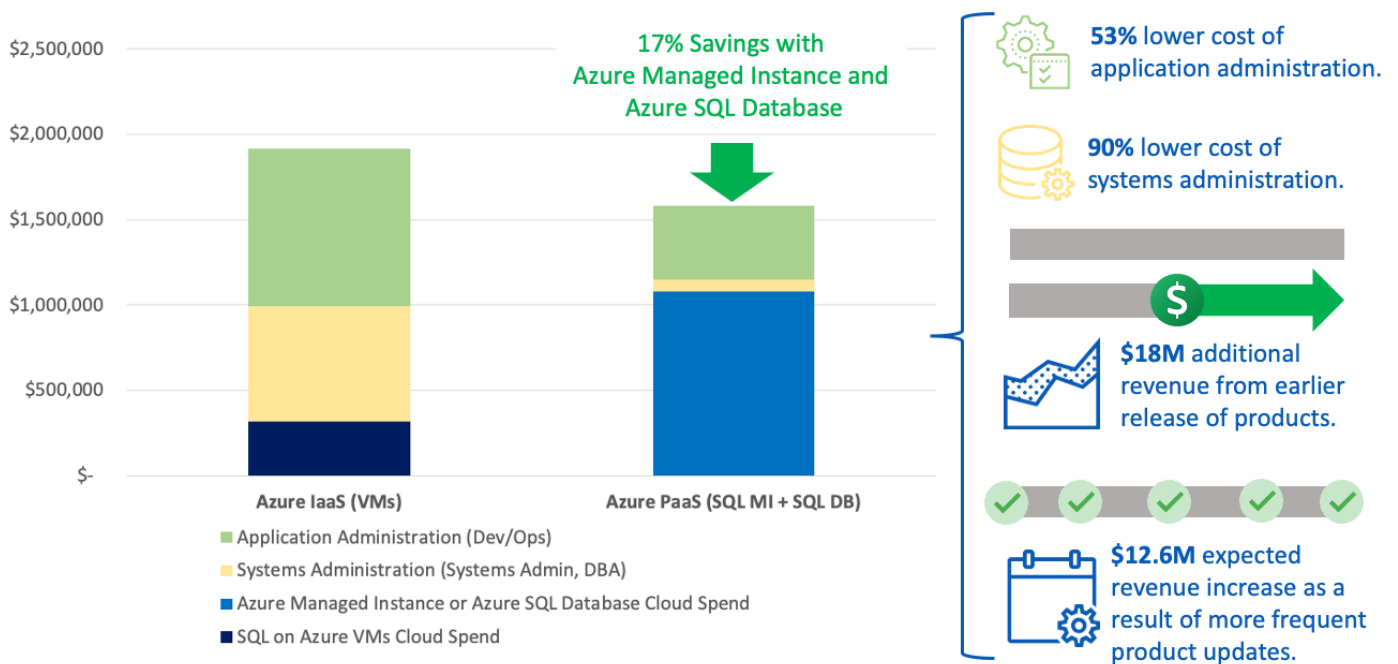 $2,500,000
$2,000,000
$1,500,000
$1,000,000
$500,000
$-
17% Savings with
Azure Managed Instance and
Azure SQL Database
Azure IaaS (VMs)
Azure PaaS (SQL MI + SQL DB)
Application Administration (Dev/Ops)
Systems Administration (Systems Admin, DBA)
Azure Managed Instance or Azure SQL Database Cloud Spend
SQL on Azure VMs Cloud Spend
53% lower cost of
application administration.
90% lower cost of
systems administration.
$
$18M additional
revenue from earlier
release of products.
$12.6M expected
revenue increase as a
result of more frequent
product updates.